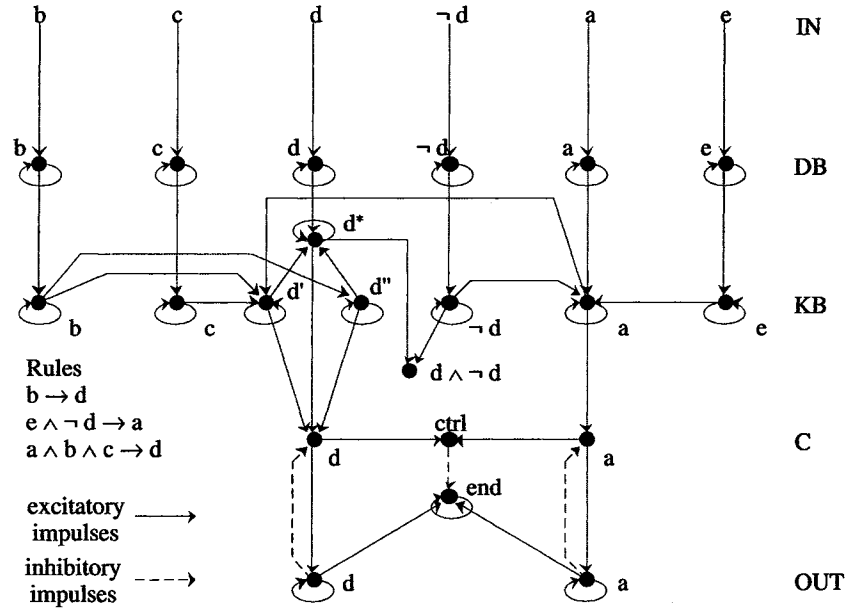 b c d ¬ d a e IN
b c d ¬ d a e DB
d*
d' d"
b c ¬ d a e KB
d ∧ ¬ d
Rules
b → d
e ∧ ¬ d → a
a ∧ b ∧ c → d
ctrl
d a C
end
excitatory
impulses
inhibitory
impulses
d a OUT